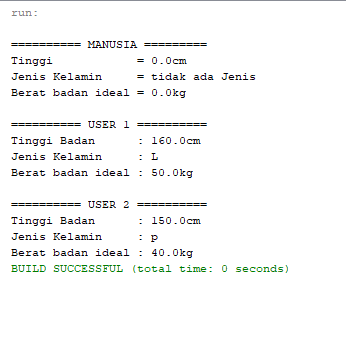 run:
========== MANUSIA =========
Tinggi            = 0.0cm
Jenis Kelamin     = tidak ada Jenis
Berat badan ideal = 0.0kg
========== USER 1 ==========
Tinggi Badan      : 160.0cm
Jenis Kelamin     : L
Berat badan ideal : 50.0kg
========== USER 2 ==========
Tinggi Badan      : 150.0cm
Jenis Kelamin     : p
Berat badan ideal : 40.0kg
BUILD SUCCESSFUL (total time: 0 seconds)